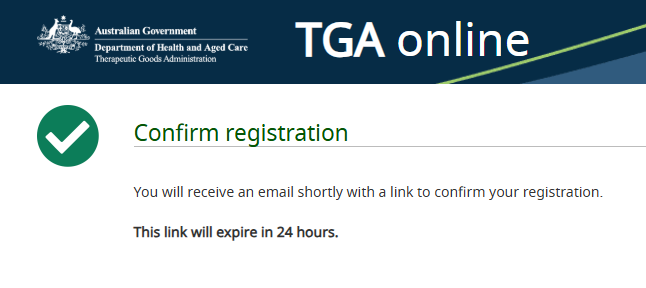 Australian Government
Department of Health and Aged Care
Therapeutic Goods Administration
TGA online
Confirm registration
You will receive an email shortly with a link to confirm your registration.
This link will expire in 24 hours.